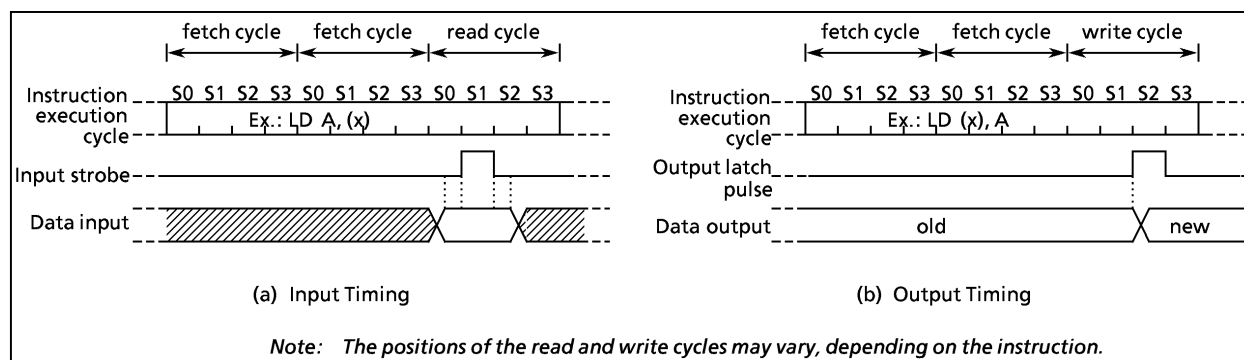 fetch cycle fetch cycle read cycle
S0 S1 S2 S3 S0 S1 S2 S3 S0 S1 S2 S3
Instruction
execution
cycle
Ex.: LD A, (x)
Input strobe
Data input
(a) Input Timing
fetch cycle fetch cycle write cycle
S0 S1 S2 S3 S0 S1 S2 S3 S0 S1 S2 S3
Instruction
execution
cycle
Ex.: LD (x), A
Output latch
pulse
Data output
old
new
(b) Output Timing
Note: The positions of the read and write cycles may vary, depending on the instruction.